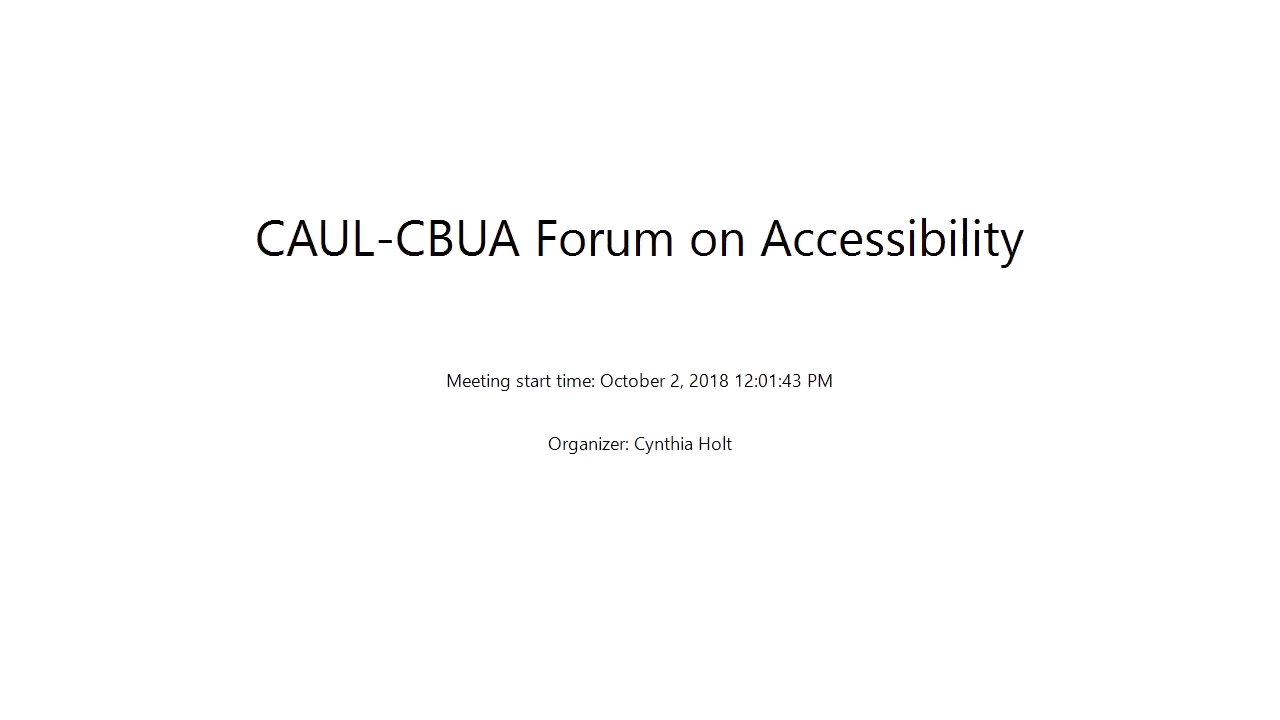 CAUL-CBUA Forum on Accessibility
Meeting start time: October 2, 2018 12:01:43 PM
Organizer: Cynthia Holt